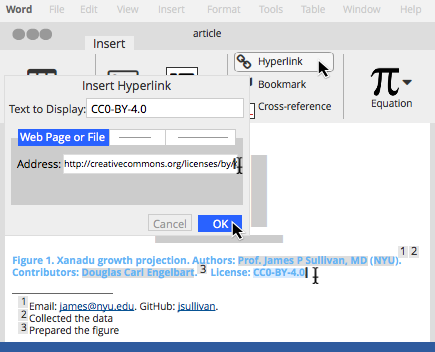 Word File Edit View Insert Format Tools Table Window Help
article
Insert
Hyperlink
Bookmark
Cross-reference
π
Equation
Insert Hyperlink
Text to Display: CC0-BY-4.0
Web Page or File
Address: http://creativecommons.org/licenses/by/
Cancel OK
1 2
Figure 1. Xanadu growth projection. Authors: Prof. James P Sullivan, MD (NYU).
Contributors: Douglas Carl Engelbart. 3 License: CC0-BY-4.0
1 Email: james@nyu.edu. GitHub: jsullivan.
2 Collected the data
3 Prepared the figure